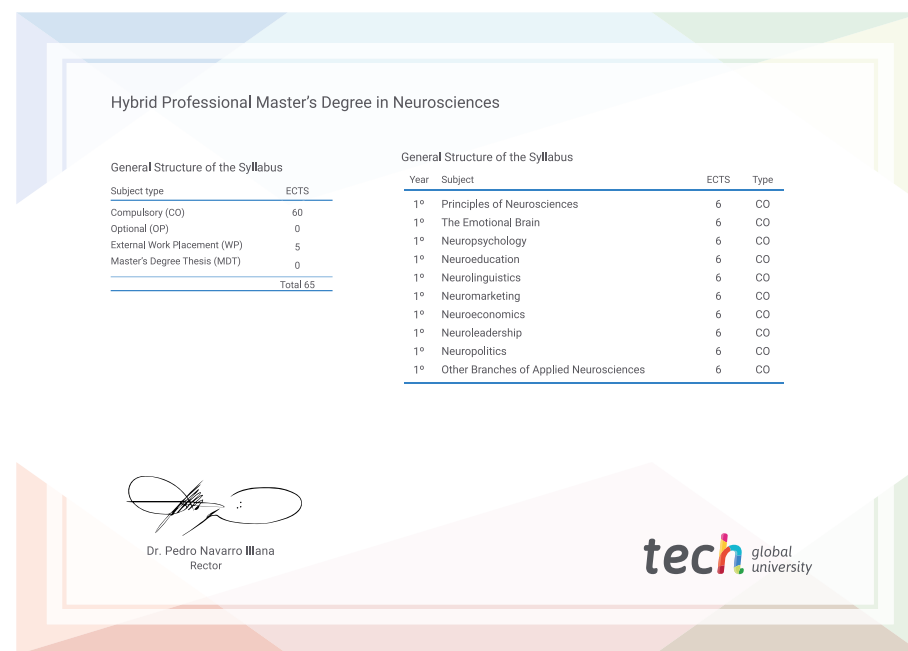 Hybrid Professional Master's Degree in Neurosciences
General Structure of the Syllabus
Subject type ECTS
Compulsory (CO) 60
Optional (OP) 0
External Work Placement (WP) 5
Master's Degree Thesis (MDT) 0
Total 65
General Structure of the Syllabus
Year Subject ECTS Type
1º Principles of Neurosciences 6 CO
1º The Emotional Brain 6 CO
1º Neuropsychology 6 CO
1º Neuroeducation 6 CO
1º Neurolinguistics 6 CO
1º Neuromarketing 6 CO
1º Neuroeconomics 6 CO
1º Neuroleadership 6 CO
1º Neuropolitics 6 CO
1º Other Branches of Applied Neurosciences 6 CO
Dr. Pedro Navarro Illana
Rector
tech global university